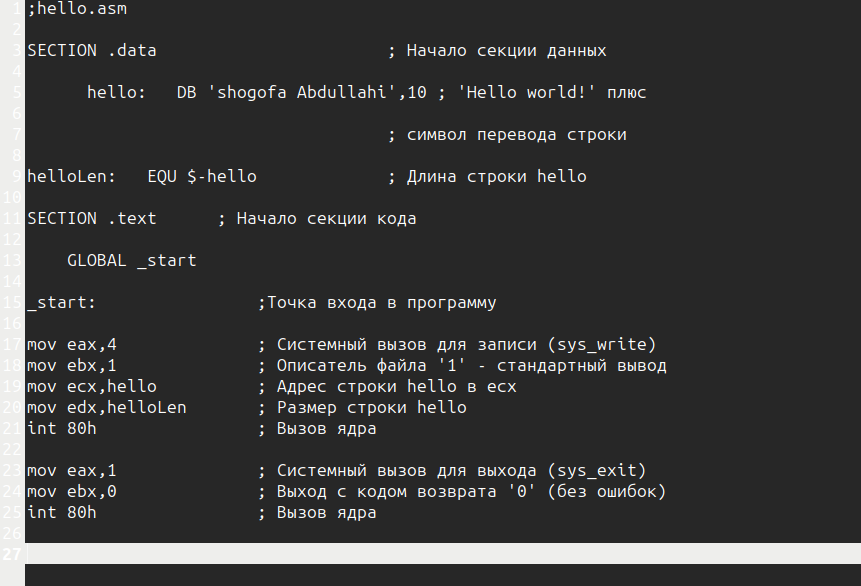 1 ;hello.asm
2
3 SECTION .data ; Начало секции данных
4
5 hello: DB 'shogofa Abdullahi',10 ; 'Hello world!' плюс
6
7 ; символ перевода строки
8
9 helloLen: EQU $-hello ; Длина строки hello
10
11 SECTION .text ; Начало секции кода
12
13 GLOBAL _start
14
15 _start: ;Точка входа в программу
16
17 mov eax,4 ; Системный вызов для записи (sys_write)
18 mov ebx,1 ; Описатель файла '1' - стандартный вывод
19 mov ecx,hello ; Адрес строки hello в ecx
20 mov edx,helloLen ; Размер строки hello
21 int 80h ; Вызов ядра
22
23 mov eax,1 ; Системный вызов для выхода (sys_exit)
24 mov ebx,0 ; Выход с кодом возврата '0' (без ошибок)
25 int 80h ; Вызов ядра
26
27